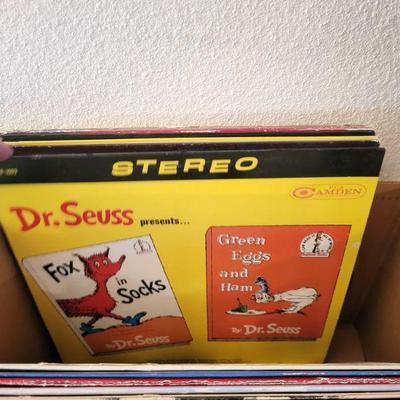 STEREO
RCA
CAMDEN
Dr. Seuss presents...
Fox
in
Socks
By Dr. Seuss
Green
Eggs
and
Ham
By Dr. Seuss